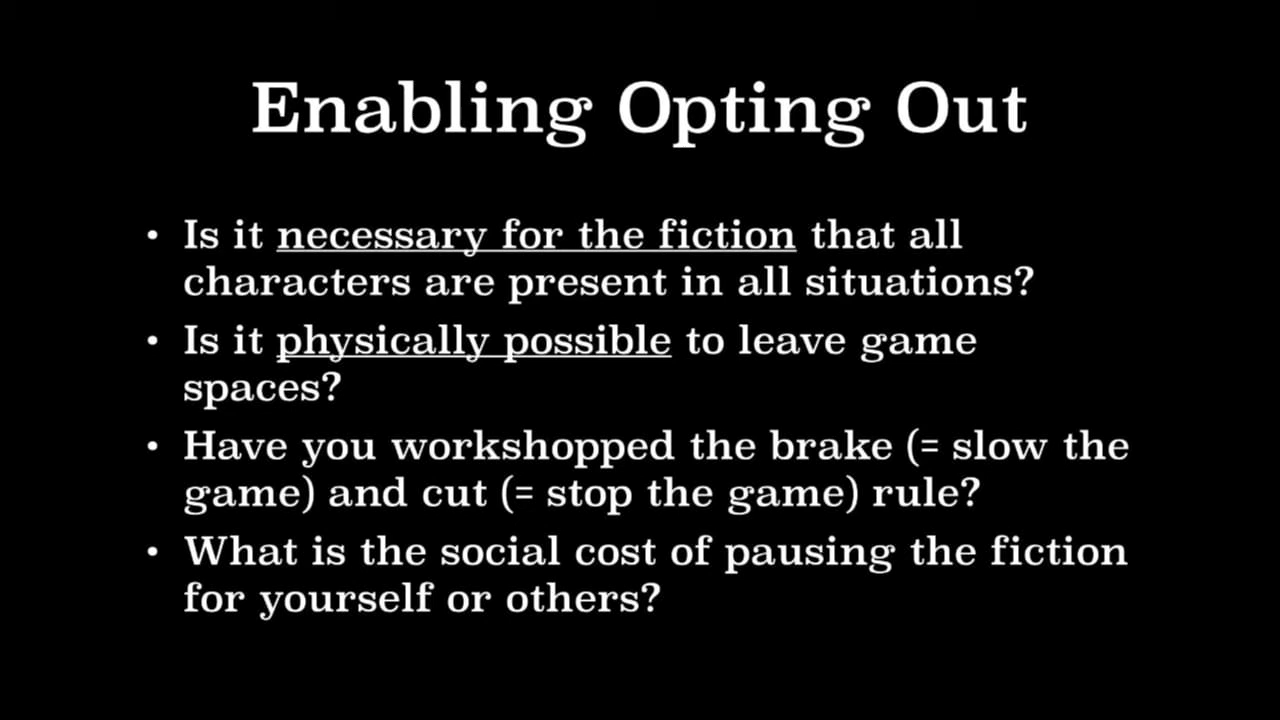 Enabling Opting Out
• Is it necessary for the fiction that all
characters are present in all situations?
• Is it physically possible to leave game
spaces?
• Have you workshopped the brake (= slow the
game) and cut (= stop the game) rule?
• What is the social cost of pausing the fiction
for yourself or others?